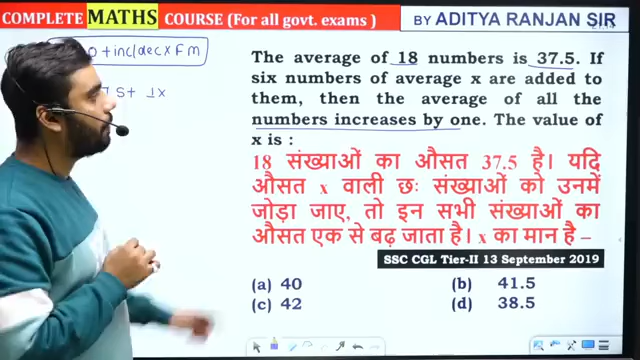 COMPLETE MATHS COURSE (For all govt. exams)
BY ADITYA RANJAN SIR
+ inc/dec x Fm
The average of 18 numbers is 37.5. If
six numbers of average x are added to
them, then the average of all the
numbers increases by one. The value of
x is :
18 संख्याओं का औसत 37.5 है। यदि
औसत x वाली छः संख्याओं को उनमें
जोड़ा जाए, तो इन सभी संख्याओं का
औसत एक से बढ़ जाता है। x का मान है –
SSC CGL Tier-II 13 September 2019
(a) 40 (b) 41.5
(c) 42 (d) 38.5